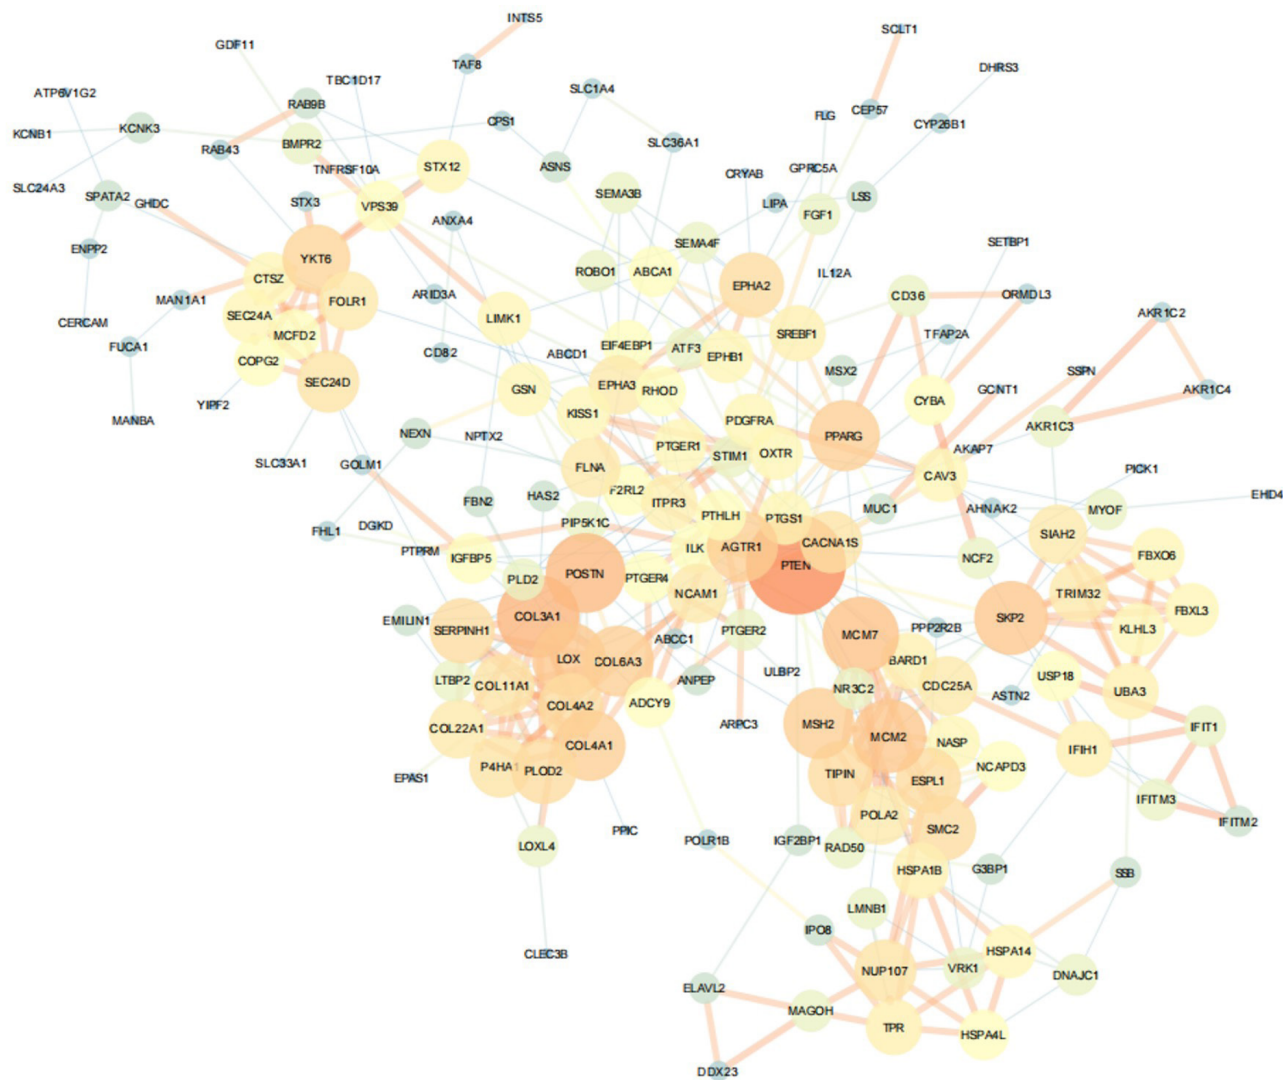 INTS5
SCLT1
GDF11
TAF8
DHRS3
TBC1D17
ATP6V1G2
SLC1A4
RAB9B
CEP57
FLG
CYP26B1
CPS1
KCNB1
KCNK3
BMPR2
RAB43
SLC36A1
STX12
ASNS
TNFRSF10A
GPRC5A
CRYAB
SLC24A3
SPATA2
GHDC
STX3
VPS39
SEMA3B
LIPA
LSS
FGF1
ANXA4
ENPP2
YKT6
SEMA4F
SETBP1
CTSZ
ROBO1
ABCA1
IL12A
EPHA2
MAN1A1
FOLR1
ARID3A
CD36
ORMDL3
SEC24A
LIMK1
AKR1C2
CERCAM
MCFD2
SREBF1
TFAP2A
FUCA1
COPG2
CD82
ABCD1
EIF4EBP1
ATF3
EPHB1
MSX2
SSPN
SEC24D
GSN
EPHA3
RHOD
GCNT1
AKR1C4
YIPF2
CYBA
MANBA
KISS1
PDGFRA
AKR1C3
NEXN
NPTX2
PPARG
PTGER1
STIM1
OXTR
AKAP7
SLC33A1
GOLM1
FLNA
CAV3
PICK1
HAS2
F2RL2
ITPR3
EHD4
FBN2
MUC1
AHNAK2
MYOF
PIP5K1C
PTHLH
PTGS1
DGKD
FHL1
SIAH2
PTPRM
IGFBP5
ILK
AGTR1
CACNA1S
FBXO6
NCF2
PTEN
POSTN
PLD2
PTGER4
NCAM1
TRIM32
COL3A1
FBXL3
EMILIN1
SERPINH1
PTGER2
SKP2
KLHL3
MCM7
PPP2R2B
ABCC1
LOX
COL6A3
BARD1
ULBP2
LTBP2
COL11A1
ANPEP
NR3C2
CDC25A
USP18
UBA3
ASTN2
ADCY9
COL4A2
COL22A1
ARPC3
MSH2
IFIT1
MCM2
NASP
IFIH1
COL4A1
P4HA1
PLOD2
TIPIN
NCAPD3
EPAS1
ESPL1
IFITM3
POLA2
IFITM2
PPIC
SMC2
POLR1B
IGF2BP1
LOXL4
RAD50
HSPA1B
G3BP1
SSB
LMNB1
IPO8
CLEC3B
HSPA14
VRK1
NUP107
DNAJC1
ELAVL2
MAGOH
TPR
HSPA4L
DDX23